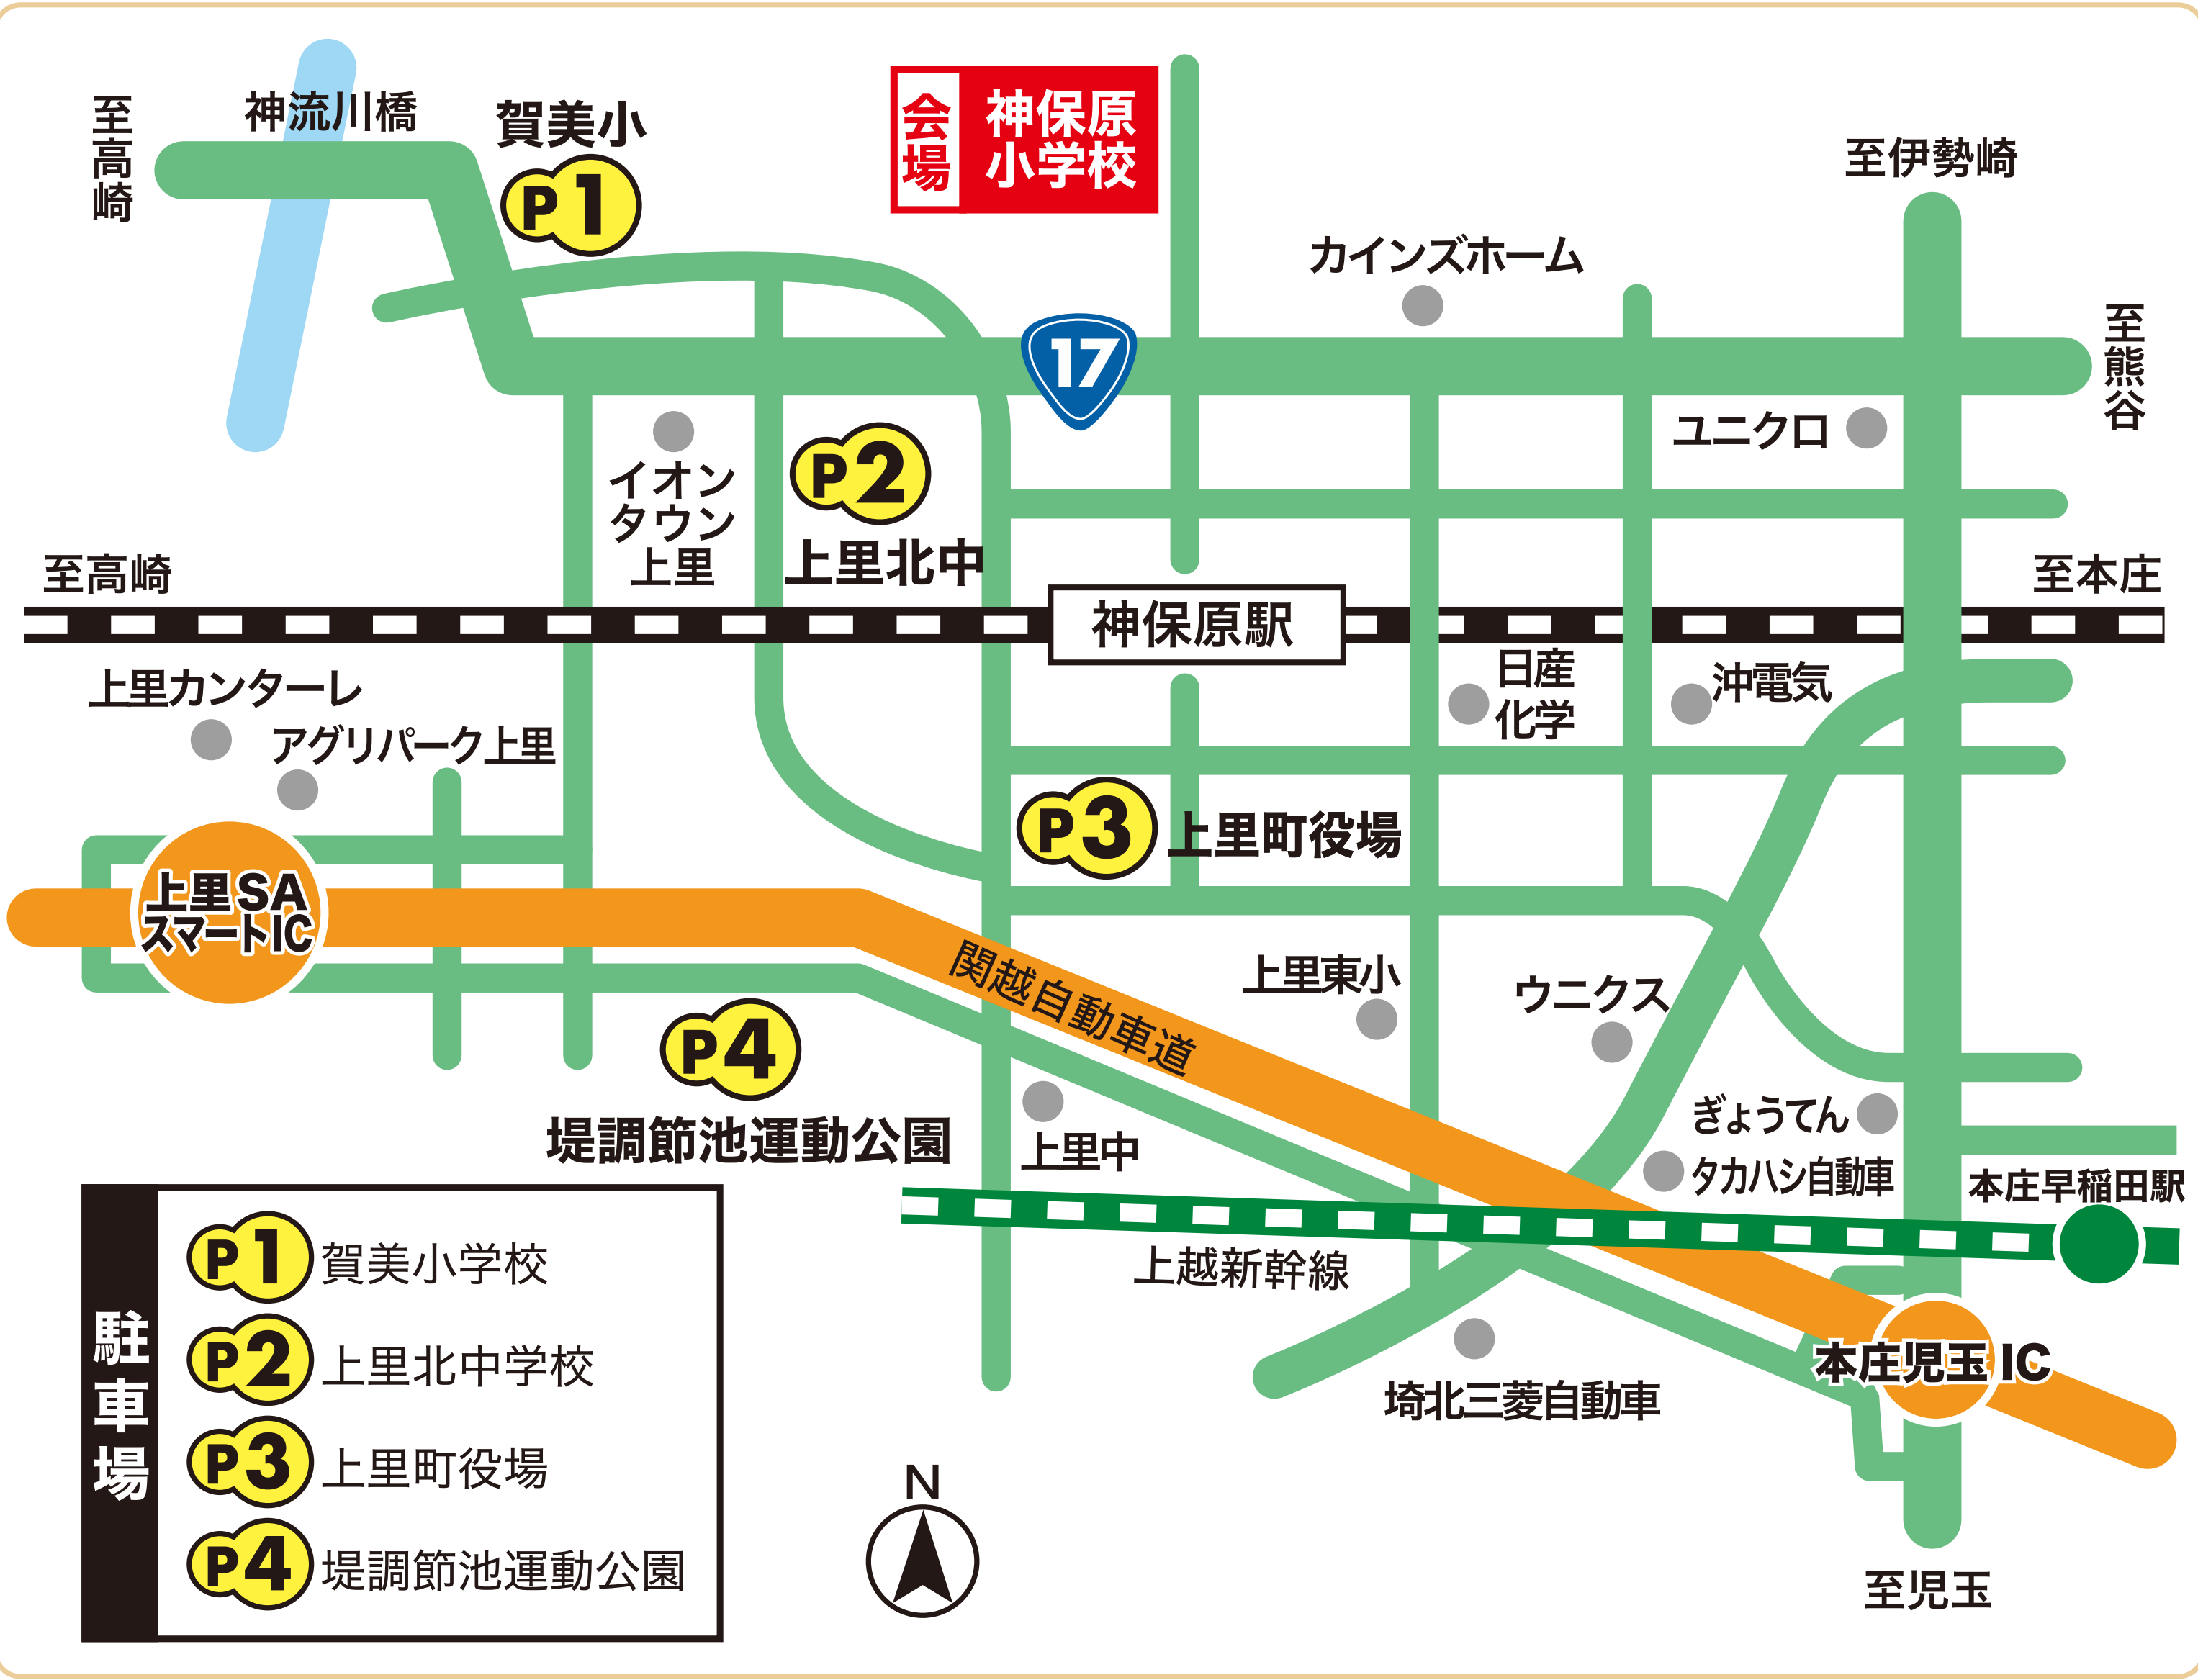 至高崎
神流川橋
賀美小
P1
会場
神保原
小学校
至伊勢崎
カインズホーム
至熊谷
17
ユニクロ
イオン
タウン
上里
P2
上里北中
至高崎
神保原駅
至本庄
上里カンターレ
アグリパーク上里
日産
化学
沖電気
P3
上里町役場
上里SA
スマートIC
関越自動車道
上里東小
ウニクス
P4
堤調節池運動公園
上里中
ぎょうてん
タカハシ自動車
本庄早稲田駅
上越新幹線
本庄児玉IC
埼北三菱自動車
駐車場
P1 賀美小学校
P2 上里北中学校
P3 上里町役場
P4 堤調節池運動公園
N
至児玉